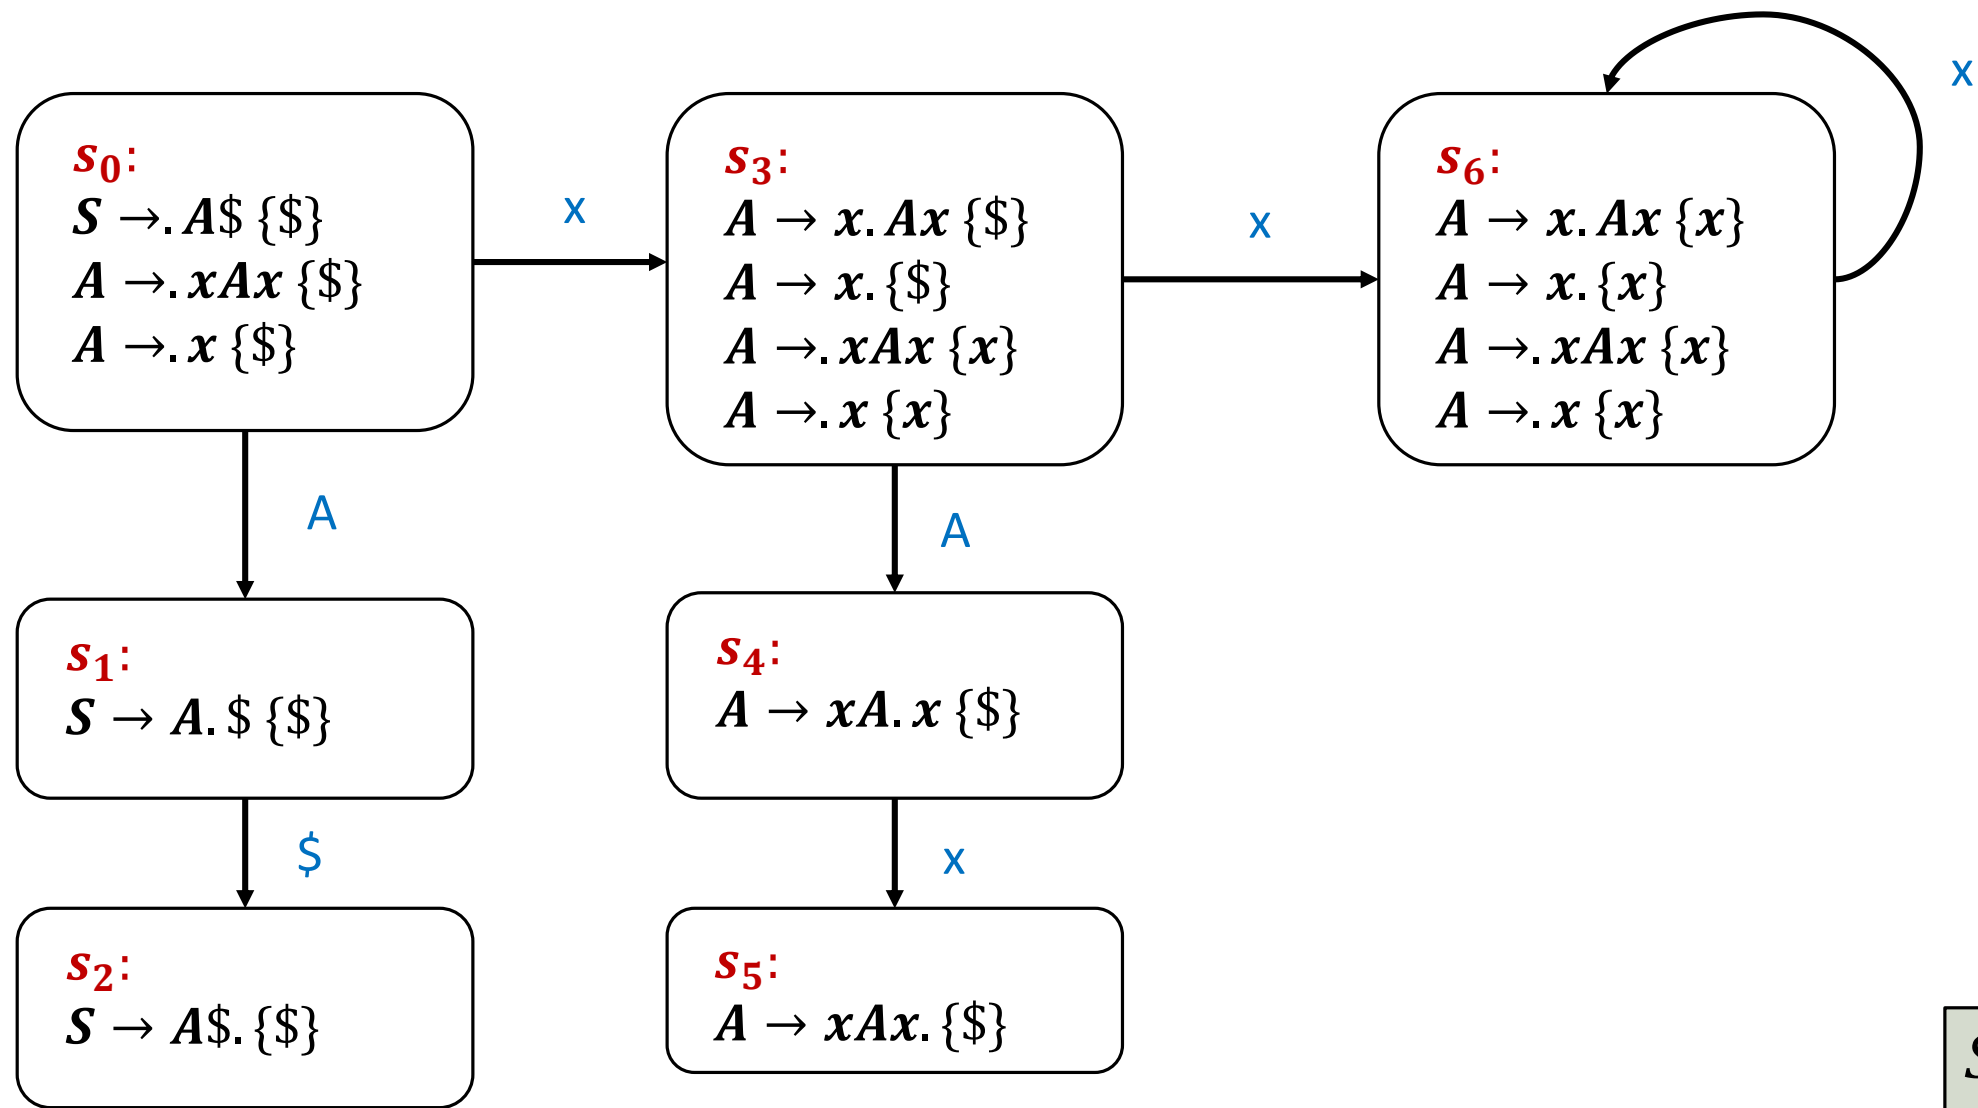 s₀:
S →. A$ {$}
A →. xAx {$}
A →. x {$}
x
s₃:
A → x. Ax {$}
A → x. {$}
A →. xAx {x}
A →. x {x}
x
s₆:
A → x. Ax {x}
A → x. {x}
A →. xAx {x}
A →. x {x}
x
A
A
s₁:
S → A. $ {$}
s₄:
A → xA. x {$}
$
x
s₂:
S → A$. {$}
s₅:
A → xAx. {$}